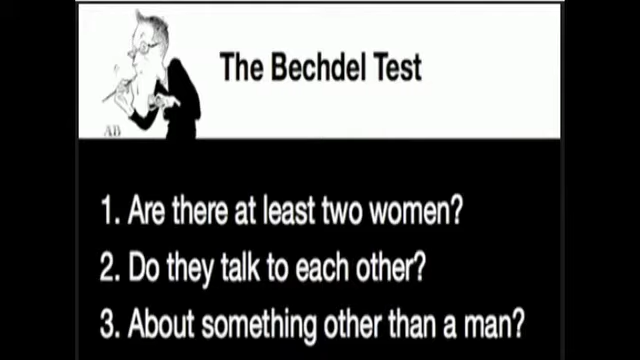 The Bechdel Test
AB
1. Are there at least two women?
2. Do they talk to each other?
3. About something other than a man?